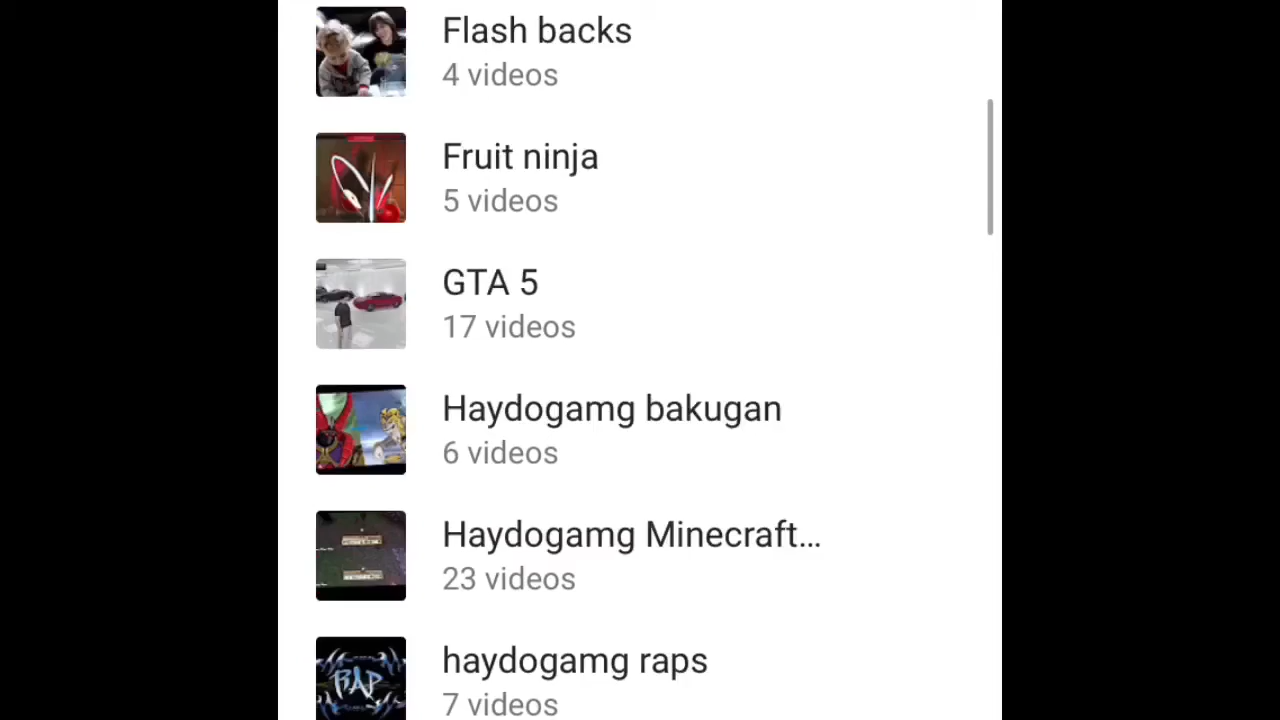 Flash backs
4 videos
Fruit ninja
5 videos
GTA 5
17 videos
Haydogamg bakugan
6 videos
Haydogamg Minecraft...
23 videos
haydogamg raps
RAP
7 videos